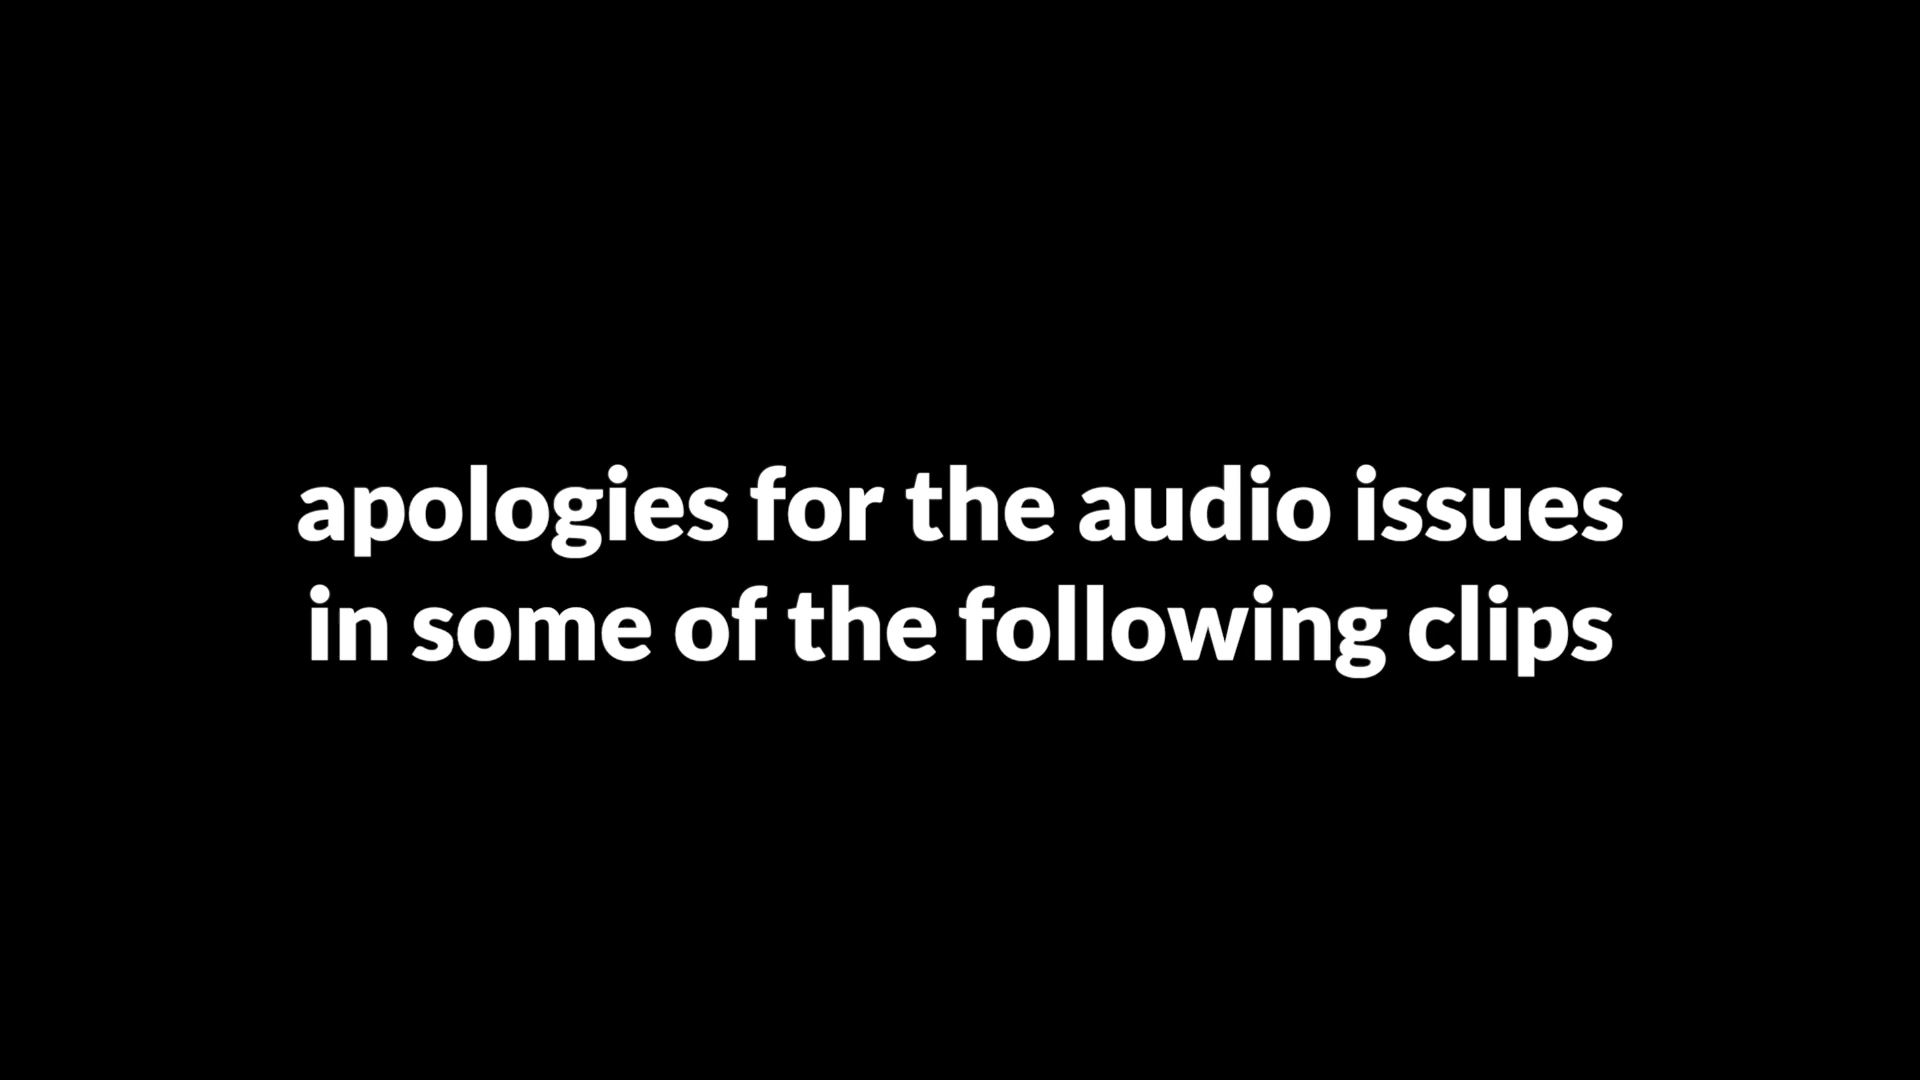 apologies for the audio issues
in some of the following clips